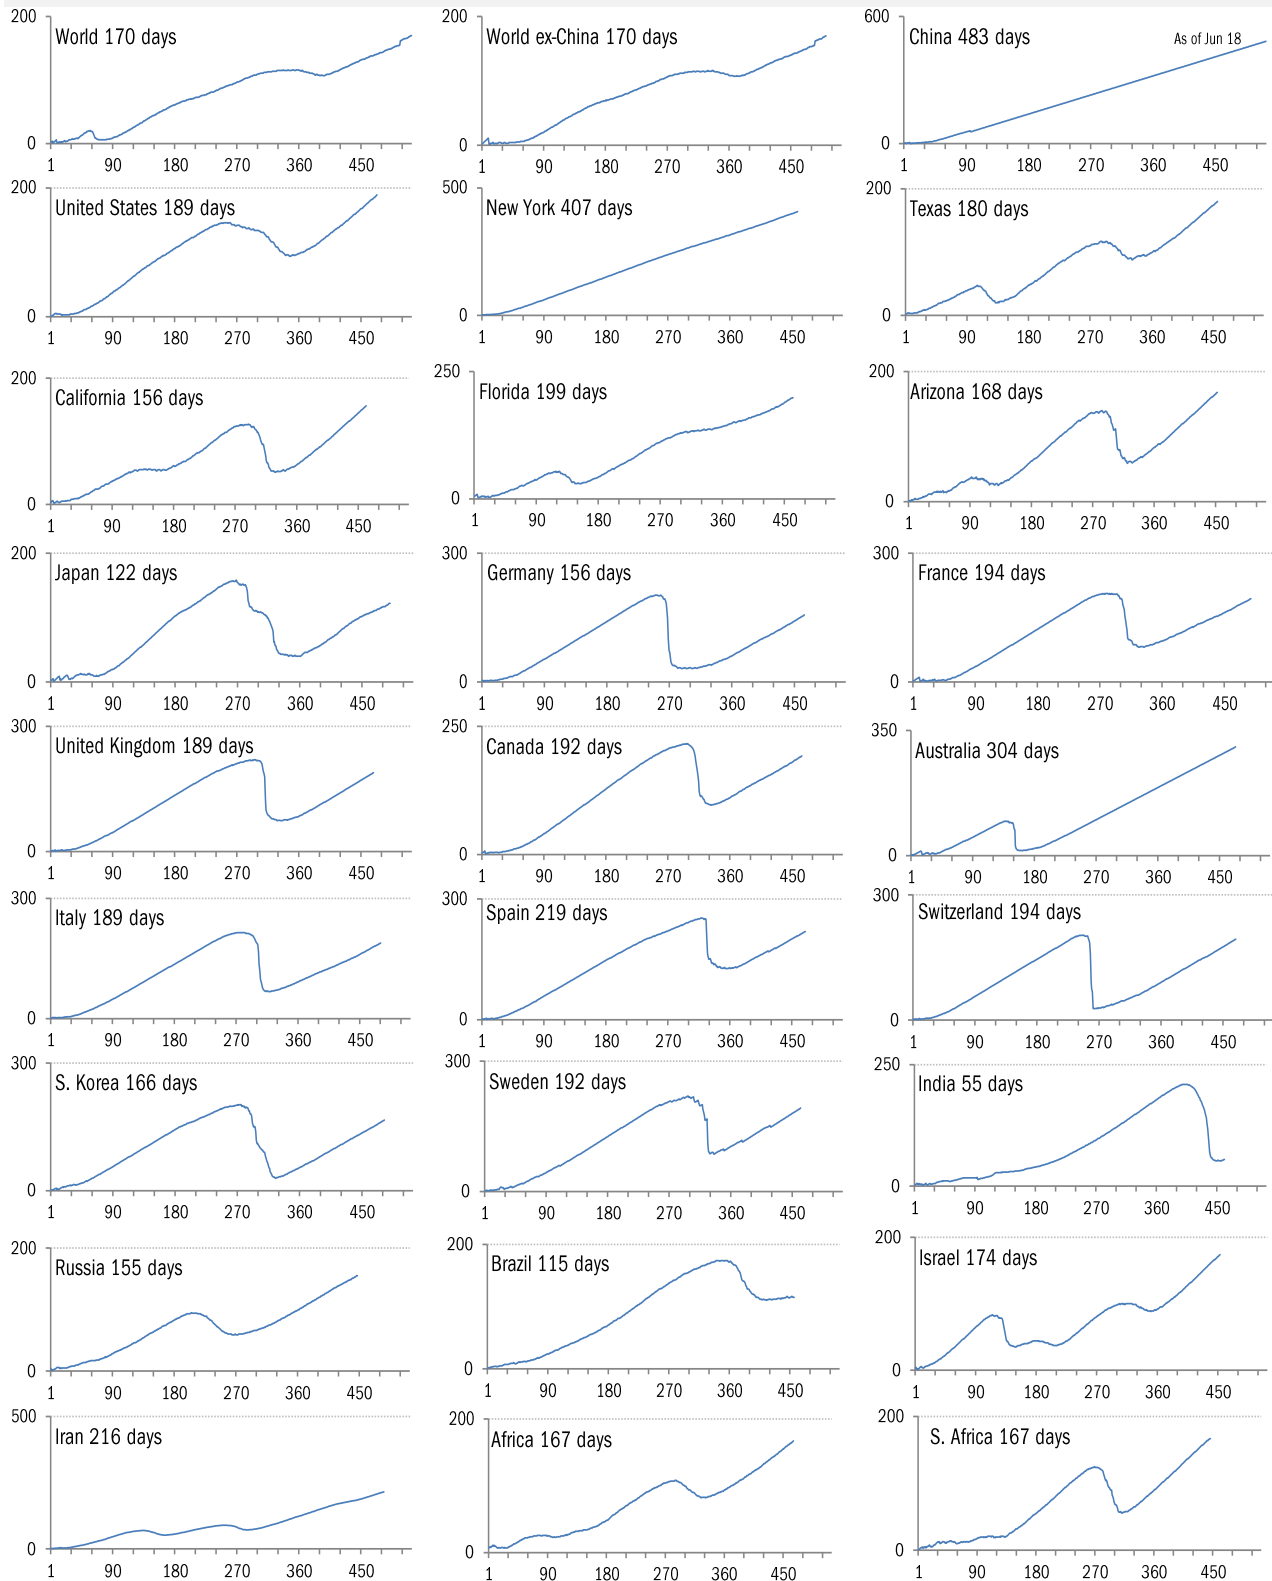 World 170 days
200
0
1 90 180 270 360 450
World ex-China 170 days
200
0
1 90 180 270 360 450
China 483 days
As of Jun 18
600
0
1 90 180 270 360 450
United States 189 days
200
0
1 90 180 270 360 450
New York 407 days
500
0
1 90 180 270 360 450
Texas 180 days
200
0
1 90 180 270 360 450
California 156 days
200
0
1 90 180 270 360 450
Florida 199 days
250
0
1 90 180 270 360 450
Arizona 168 days
200
0
1 90 180 270 360 450
Japan 122 days
200
0
1 90 180 270 360 450
Germany 156 days
300
0
1 90 180 270 360 450
France 194 days
300
0
1 90 180 270 360 450
United Kingdom 189 days
300
0
1 90 180 270 360 450
Canada 192 days
250
0
1 90 180 270 360 450
Australia 304 days
350
0
1 90 180 270 360 450
Italy 189 days
300
0
1 90 180 270 360 450
Spain 219 days
300
0
1 90 180 270 360 450
Switzerland 194 days
300
0
1 90 180 270 360 450
S. Korea 166 days
300
0
1 90 180 270 360 450
Sweden 192 days
300
0
1 90 180 270 360 450
India 55 days
250
0
1 90 180 270 360 450
Russia 155 days
200
0
1 90 180 270 360 450
Brazil 115 days
200
0
1 90 180 270 360 450
Israel 174 days
200
0
1 90 180 270 360 450
Iran 216 days
500
0
1 90 180 270 360 450
Africa 167 days
200
0
1 90 180 270 360 450
S. Africa 167 days
200
0
1 90 180 270 360 450